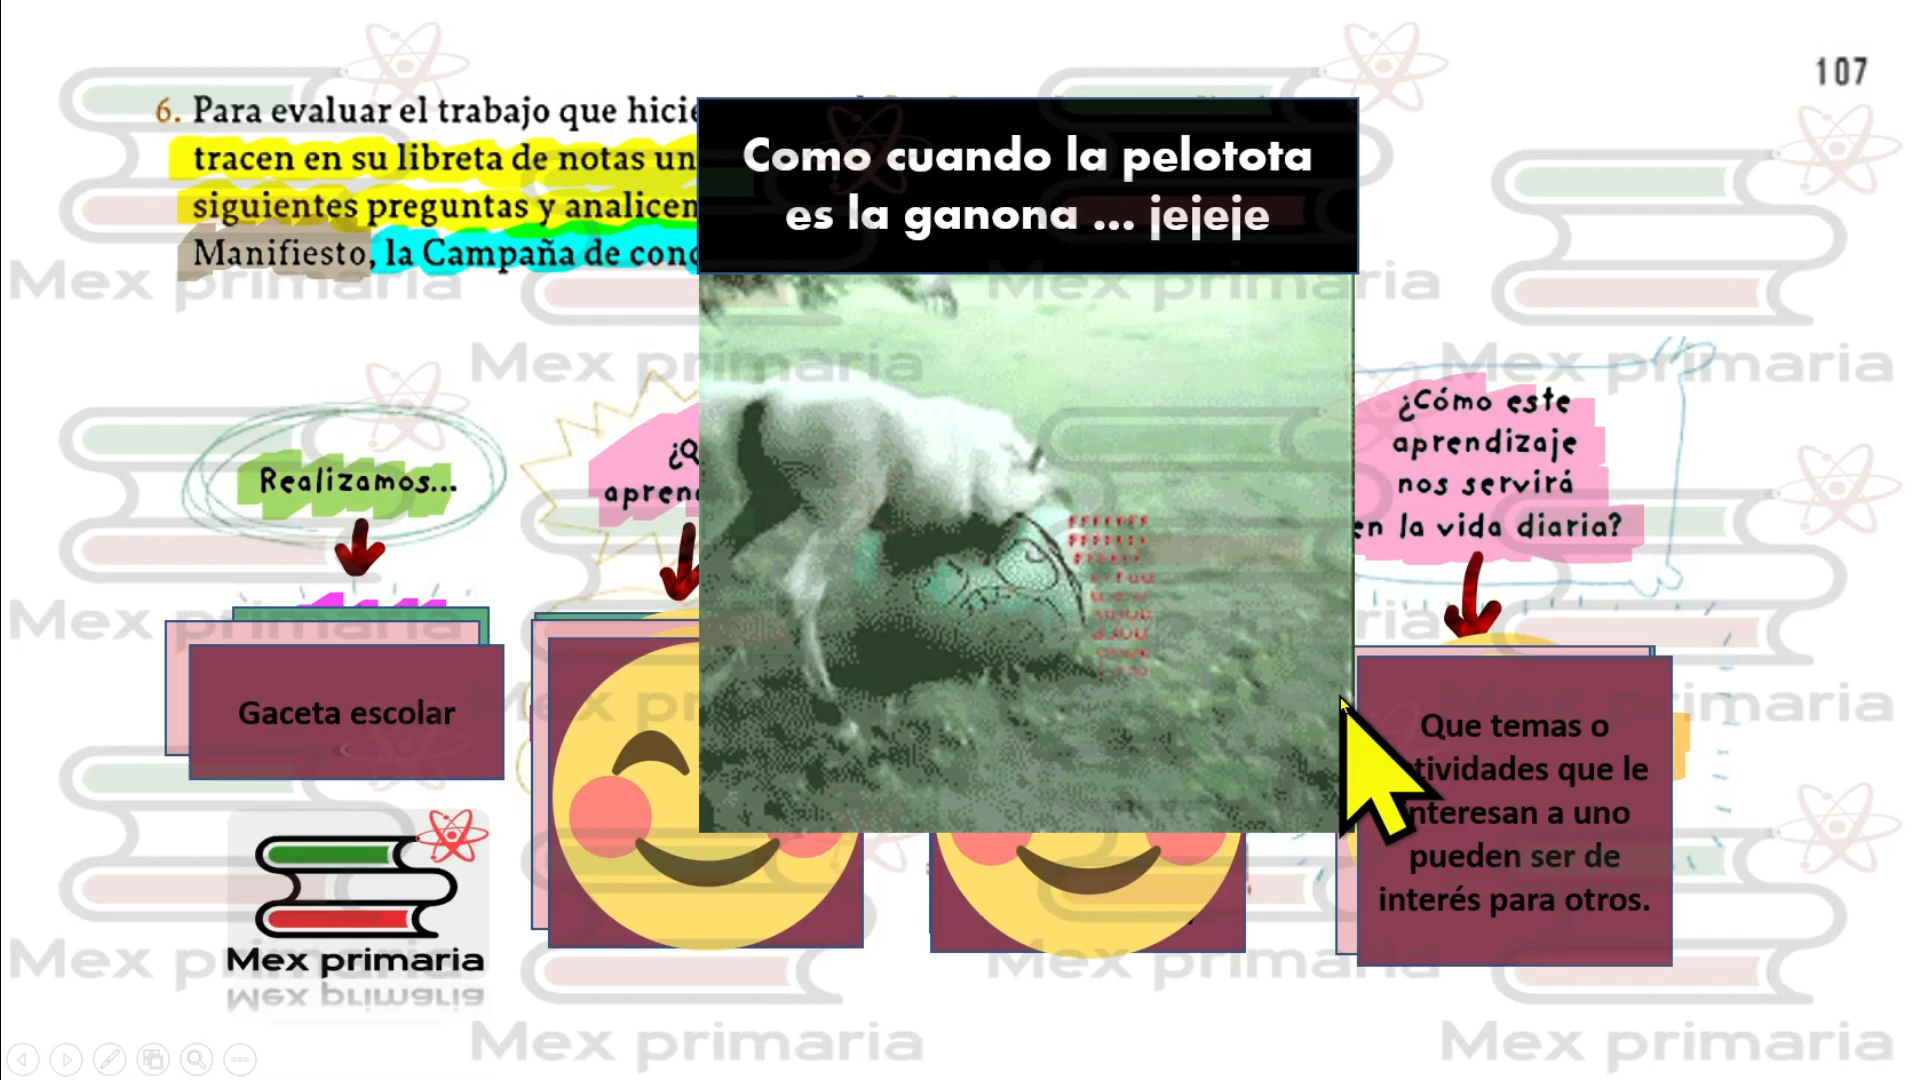 107
6. Para evaluar el trabajo que hicie
tracen en su libreta de notas un
siguientes preguntas y analicen
Manifiesto, la Campaña de conc
Como cuando la pelotota
es la ganona ... jejeje
Realizamos...
¿Q
apren
¿Cómo este
aprendizaje
nos servirá
en la vida diaria?
Gaceta escolar
Que temas o
tividades que le
nteresan a uno
pueden ser de
interés para otros.
Mex primaria